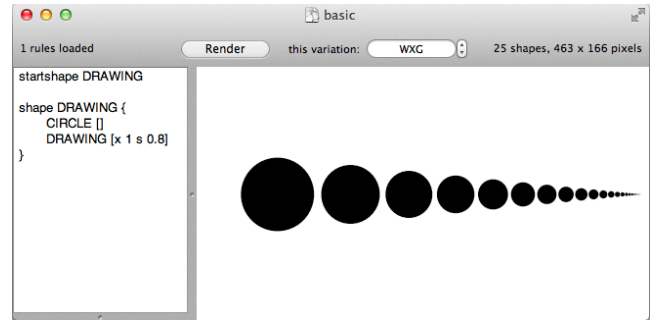 basic
1 rules loaded
Render
this variation:
WXG
25 shapes, 463 x 166 pixels
startshape DRAWING
shape DRAWING {
CIRCLE []
DRAWING [x 1 s 0.8]
}